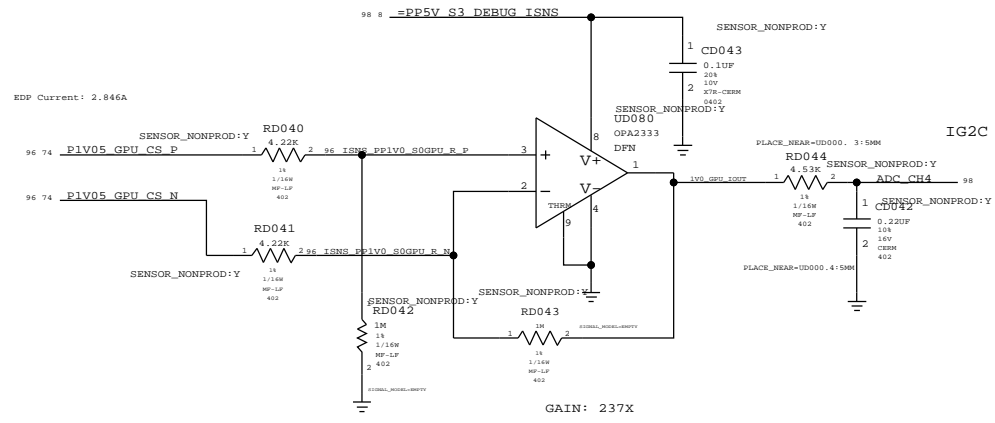 98 8 =PP5V_S3_DEBUG_ISNS
SENSOR_NONPROD:Y
1
CD043
0.1UF
20%
10V
2
X7R-CERM
0402
EDP Current: 2.846A
SENSOR_NONPROD:Y
UD080
OPA2333
DFN
8
V+
IG2C
SENSOR_NONPROD:Y
RD040
4.22K
96 74 P1V05_GPU_CS_P
1 2
96 ISNS_PP1V0_S0GPU_R_P
1%
1/16W
MF-LF
402
3 +
1
2 −
V-
THRM
9
4
PLACE_NEAR=UD000. 3:5MM
RD044
SENSOR_NONPROD:Y
4.53K
1V0_GPU_IOUT
1 2
ADC_CH4 98
1%
1/16W
MF-LF
402
SENSOR_NONPROD:Y
1
CD042
0.22UF
10%
16V
2
CERM
402
PLACE_NEAR=UD000.4:5MM
96 74 P1V05_GPU_CS_N
RD041
4.22K
1 2
96 ISNS_PP1V0_S0GPU_R_N
SENSOR_NONPROD:Y
1%
1/16W
MF-LF
402
SENSOR_NONPROD:Y
SENSOR_NONPROD:Y
1
RD042
1M
1%
1/16W
MF-LF
402
2
SIGNAL_MODEL=EMPTY
RD043
1M
1 2
SIGNAL_MODEL=EMPTY
1%
1/16W
MF-LF
402
GAIN: 237X